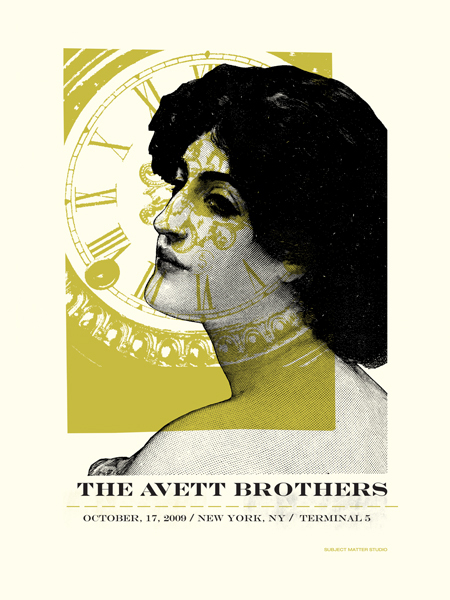 THE AVETT BROTHERS
OCTOBER, 17, 2009 / NEW YORK, NY / TERMINAL 5
SUBJECT MATTER STUDIO